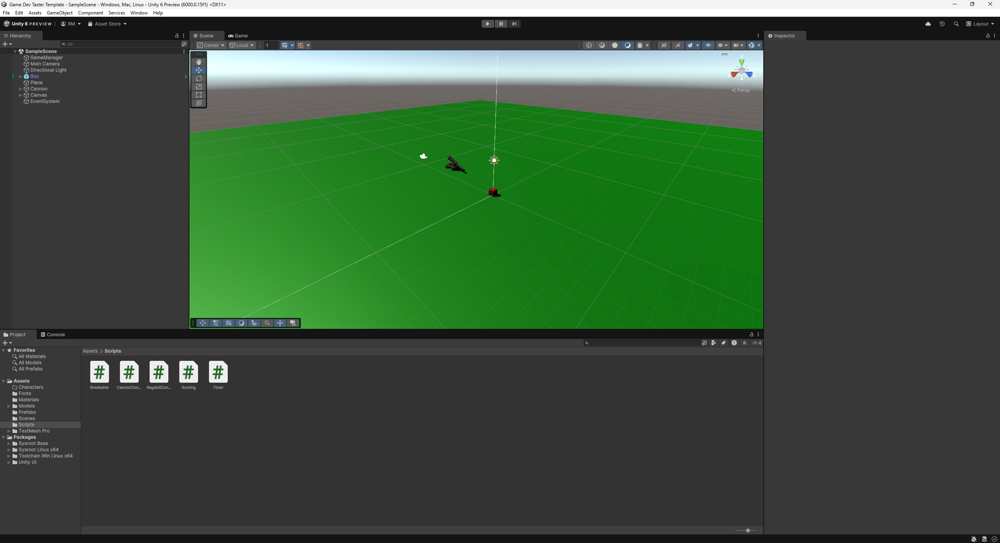 Game Dev Taster Template - SampleScene - Windows, Mac, Linux - Unity 6 Preview (6000.0.15f1) <DX11>
File Edit Assets GameObject Component Services Window Help
Unity 6 PREVIEW RM Asset Store Layout
Hierarchy
All
SampleScene
GameManager
Main Camera
Directional Light
Box
Plane
Cannon
Canvas
EventSystem
Scene Game
Center Local 1 2D
y
x z
Persp
Inspector
Project Console
4
Favorites
All Materials
All Models
All Prefabs
Assets
Characters
Fonts
Materials
Models
Prefabs
Scenes
Scripts
TextMesh Pro
Packages
Sysroot Base
Sysroot Linux x64
Toolchain Win Linux x64
Unity UI
Assets > Scripts
# # # # #
Breakable CannonCon... RagdollCon... Scoring Timer